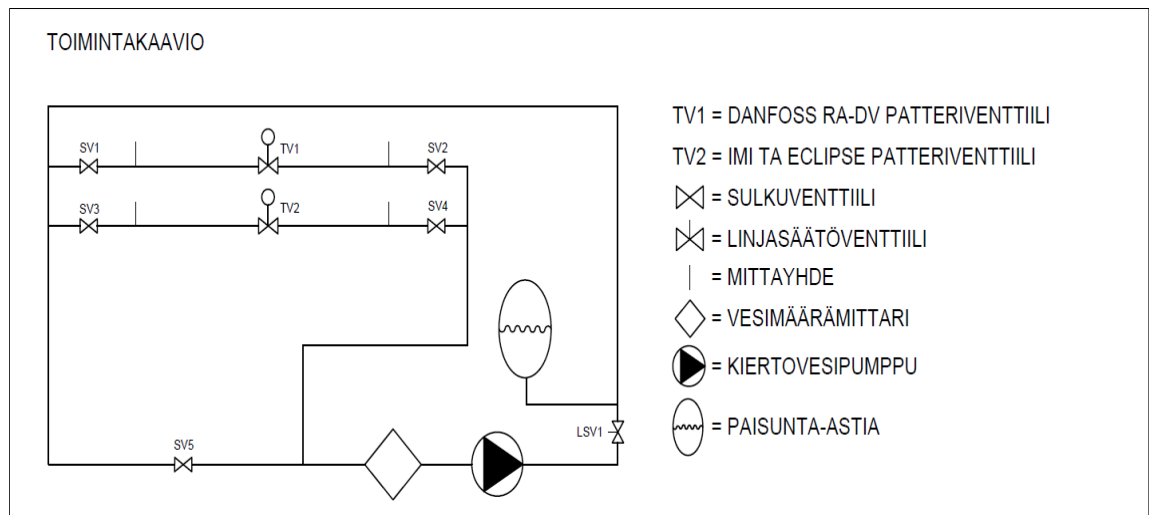 TOIMINTAKAAVIO
SV1
TV1
SV2
SV3
TV2
SV4
LSV1
SV5
TV1 = DANFOSS RA-DV PATTERIVENTTIILI
TV2 = IMI TA ECLIPSE PATTERIVENTTIILI
= SULKUVENTTIILI
= LINJASÄÄTÖVENTTIILI
= MITTAYHDE
= VESIMÄÄRÄMITTARI
= KIERTOVESIPUMPPU
= PAISUNTA-ASTIA